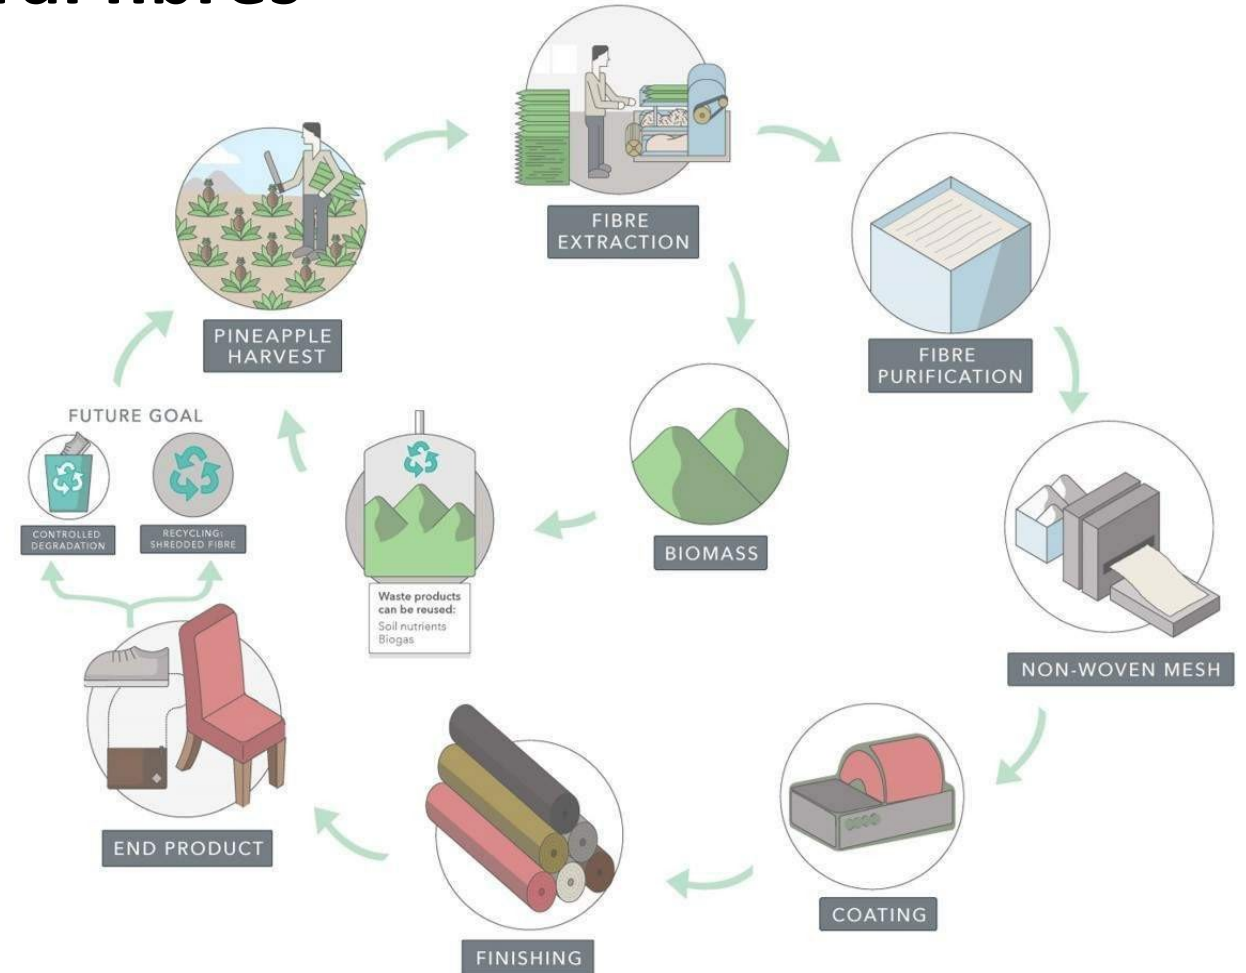 FIBRE
EXTRACTION
PINEAPPLE
HARVEST
FIBRE
PURIFICATION
FUTURE GOAL
CONTROLLED
DEGRADATION
RECYCLING:
SHREDDED FIBRE
BIOMASS
Waste products
can be reused:
Soil nutrients
Biogas
NON-WOVEN MESH
END PRODUCT
COATING
FINISHING